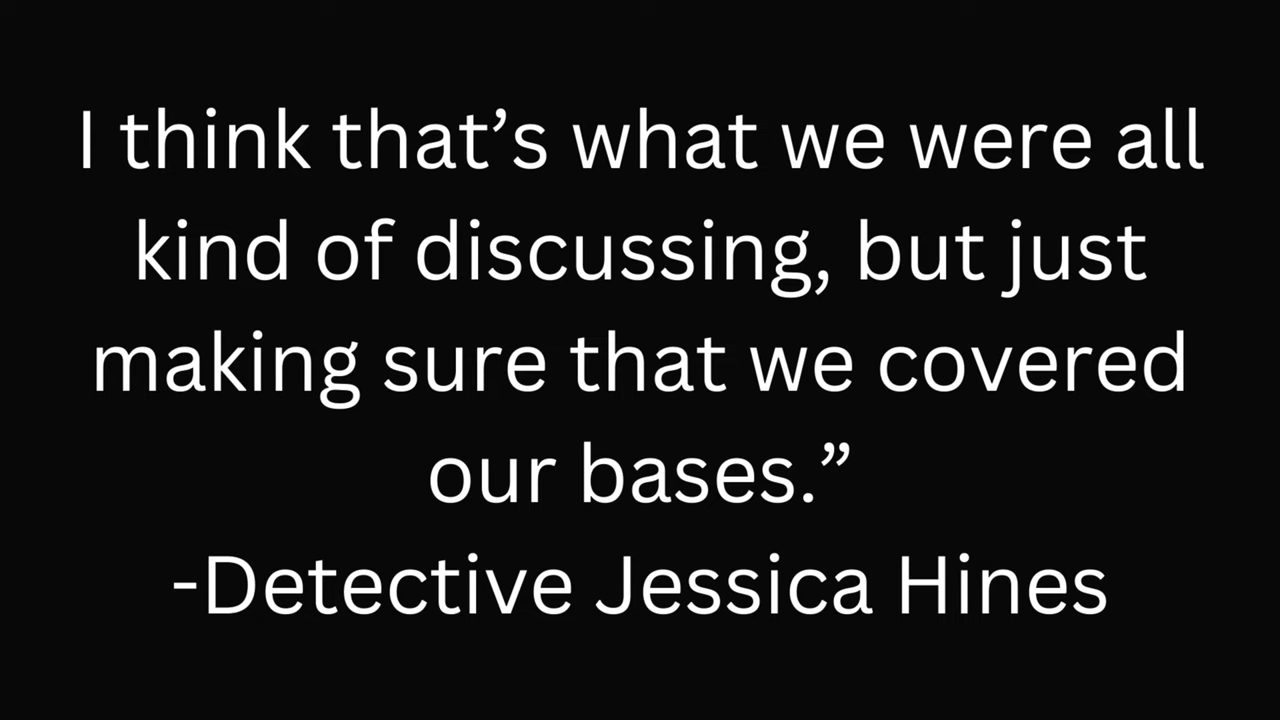 I think that’s what we were all
kind of discussing, but just
making sure that we covered
our bases.”
-Detective Jessica Hines